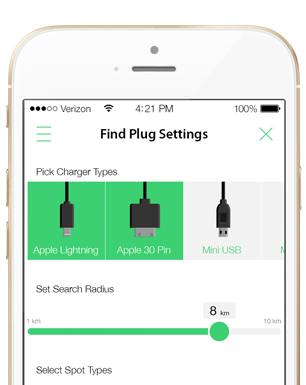 Verizon 4:21 PM 100%
Find Plug Settings
Pick Charger Types
Apple Lightning Apple 30 Pin Mini USB
Set Search Radius
8 km
1 km 10 km
Select Spot Types